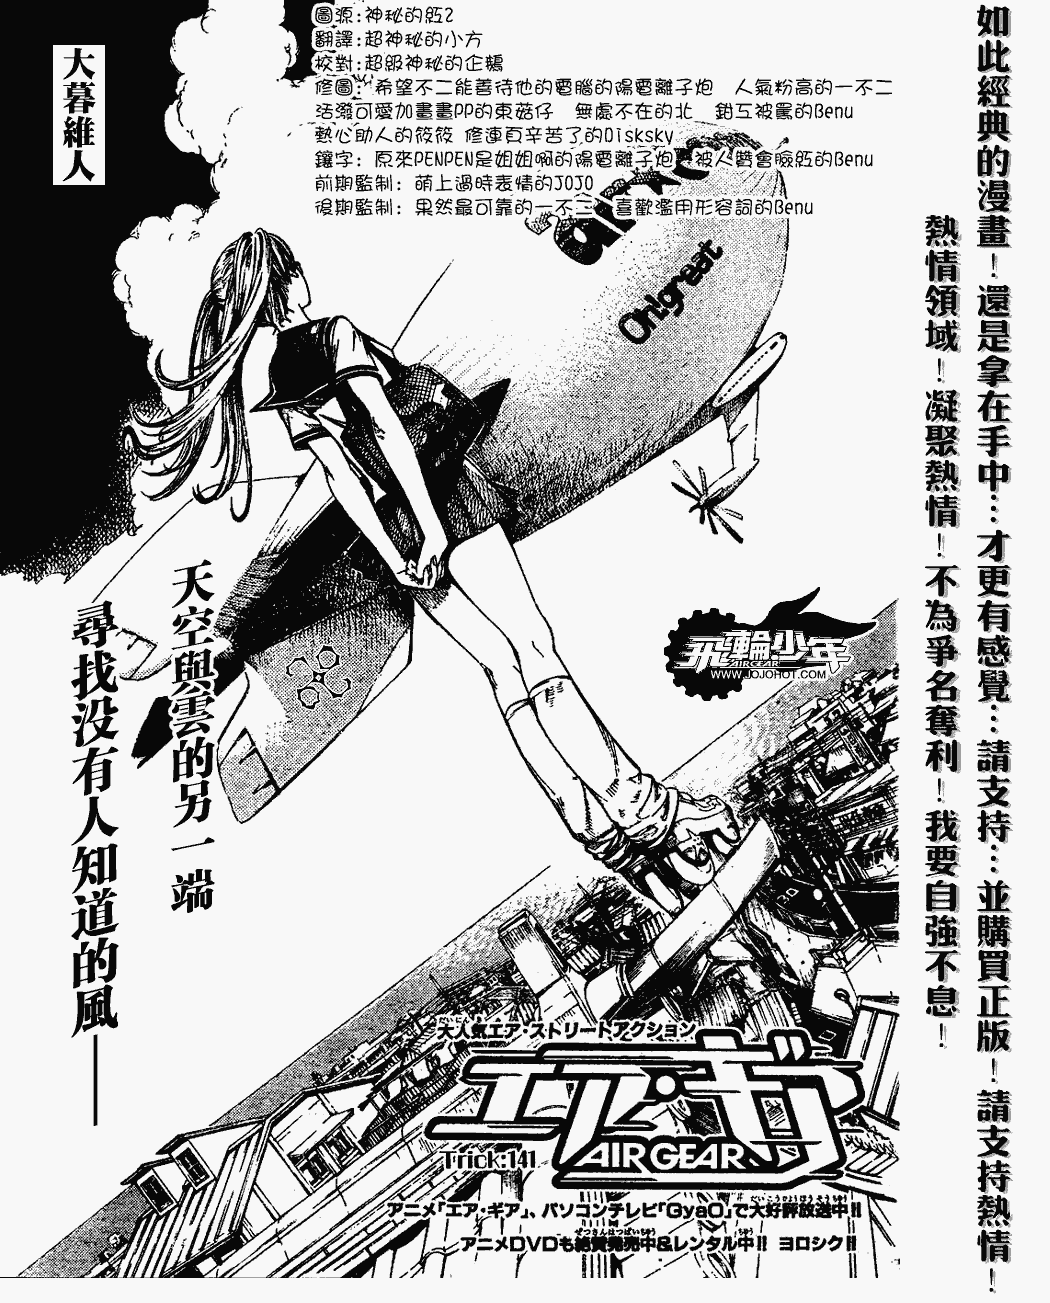 如此經典的漫畫！還是拿在手中…才更有感覺…請支持…並購買正版！請支持熱情！
熱情領域！凝聚熱情！不為爭名奪利！我要自強不息！
圖源:神秘的紅2
翻譯:超神秘的小方
校對:超級神秘的企鵝
修圖: 希望不二能善待他的電腦的陽電離子炮 人氣粉高的一不二
活潑可愛加畫畫PP的東菇仔 無處不在的北 鉗互被罵的Benu
熱心助人的筱筱 修連頁辛苦了的Disksky
鑲字: 原來PENPEN是姐姐啊的陽電離子炮 被人贊會臉紅的Benu
前期監制: 萌上過時表情的JOJO
後期監制: 果然最可靠的一不二 喜歡濫用形容詞的Benu
大暮維人
Oh!great
天空與雲的另一端
尋找没有人知道的風——
飛輪少年
AIRGEAR
WWW.JOJOHOT.COM
大人気エア・ストリートアクション
エア・ギア
AIR GEAR
Trick:141
アニメ「エア・ギア」、パソコンテレビ「GyaO」で大好評放送中!!
アニメDVDも絶賛発売中&レンタル中!! ヨロシク!!